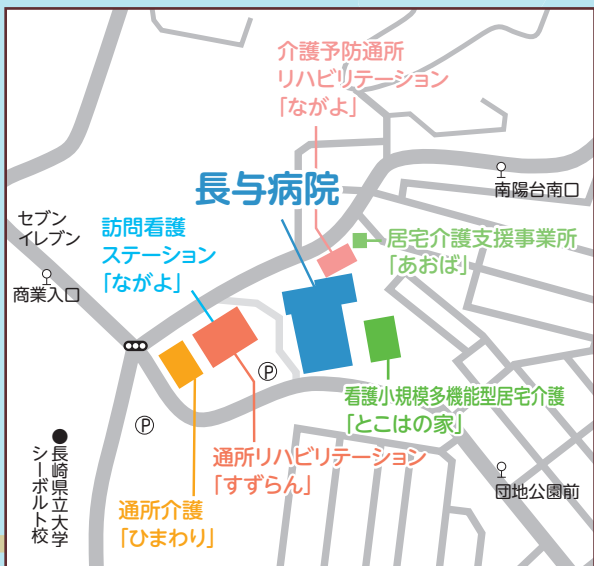 介護予防通所
リハビリテーション
「ながよ」
長与病院
南陽台南口
セブン
イレブン
訪問看護
ステーション
「ながよ」
居宅介護支援事業所
「あおば」
商業入口
P
看護小規模多機能型居宅介護
「とこはの家」
P
長崎県立大学
シーボルト校
通所リハビリテーション
「すずらん」
団地公園前
通所介護
「ひまわり」